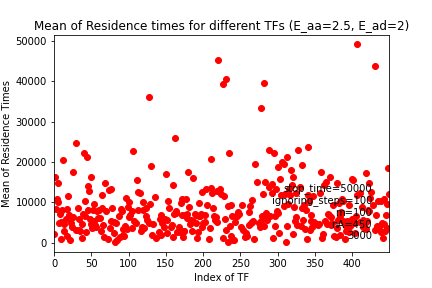 Mean of Residence times for different TFs (E_aa=2.5, E_ad=2)
Mean of Residence Times
50000
40000
30000
20000
10000
0
stop_time=50000
ignoring_steps=100
m=100
0 50 100 150 200 250 300 350 400
Index of TF